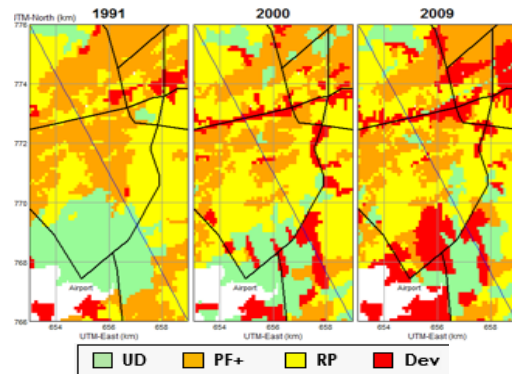 1991 2000 2009
ITM-North (km)
776
774
772
770
768
766
Airport Airport Airport
654 656 658 654 656 658 654 656 658
UTM-East (km) UTM-East (km) UTM-East (km)
UD PF+ RP Dev